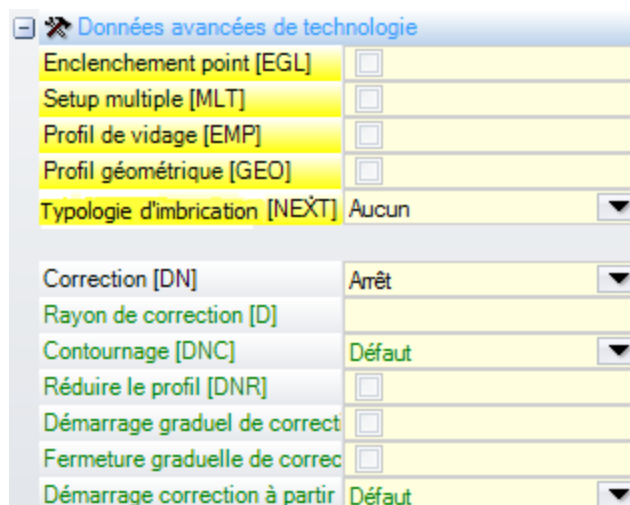 Données avancées de technologie
Enclenchement point [EGL]
Setup multiple [MLT]
Profil de vidage [EMP]
Profil géométrique [GEO]
Typologie d'imbrication [NEXT] Aucun
Correction [DN] Arrêt
Rayon de correction [D]
Contournage [DNC] Défaut
Réduire le profil [DNR]
Démarrage graduel de correcti
Fermeture graduelle de correc
Démarrage correction à partir Défaut